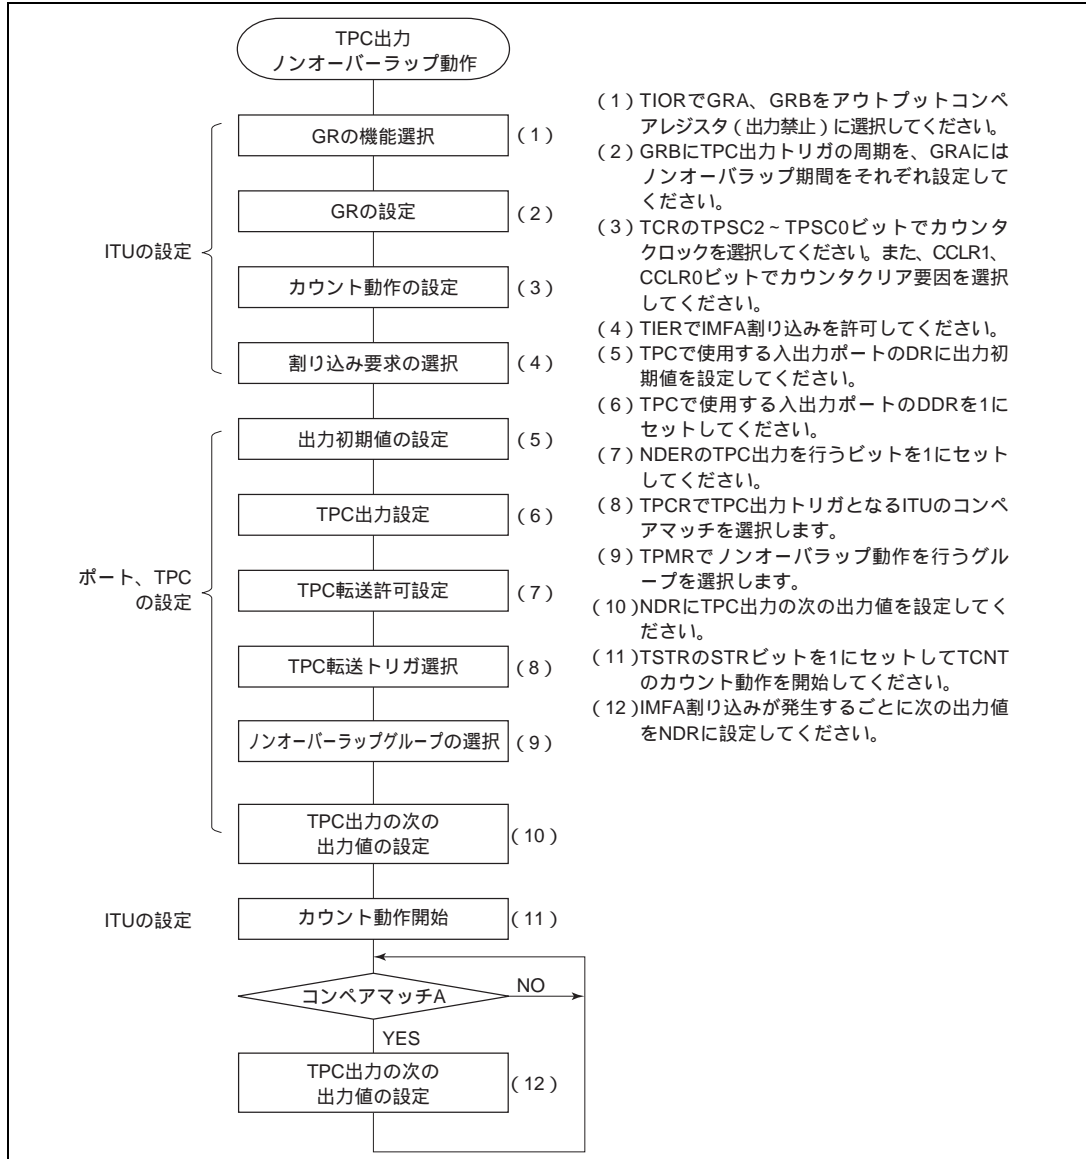 TPC出力
ノンオーバーラップ動作
GRの機能選択
(1)
GRの設定
(2)
ITUの設定
カウント動作の設定
(3)
割り込み要求の選択
(4)
出力初期値の設定
(5)
TPC出力設定
(6)
ポート、TPC
の設定
TPC転送許可設定
(7)
TPC転送トリガ選択
(8)
ノンオーバーラップグループの選択
(9)
TPC出力の次の
出力値の設定
(10)
ITUの設定
カウント動作開始
(11)
コンペアマッチA
NO
YES
TPC出力の次の
出力値の設定
(12)
(1)TIORでGRA、GRBをアウトプットコンペ
アレジスタ(出力禁止)に選択してください。
(2)GRBにTPC出力トリガの周期を、GRAには
ノンオーバラップ期間をそれぞれ設定して
ください。
(3)TCRのTPSC2~TPSC0ビットでカウンタ
クロックを選択してください。また、CCLR1、
CCLR0ビットでカウンタクリア要因を選択
してください。
(4)TIERでIMFA割り込みを許可してください。
(5)TPCで使用する入出力ポートのDRに出力初
期値を設定してください。
(6)TPCで使用する入出力ポートのDDRを1に
セットしてください。
(7)NDERのTPC出力を行うビットを1にセット
してください。
(8)TPCRでTPC出力トリガとなるITUのコンペ
アマッチを選択します。
(9)TPMRでノンオーバラップ動作を行うグル
ープを選択します。
(10)NDRにTPC出力の次の出力値を設定してく
ださい。
(11)TSTRのSTRビットを1にセットしてTCNT
のカウント動作を開始してください。
(12)IMFA割り込みが発生するごとに次の出力値
をNDRに設定してください。